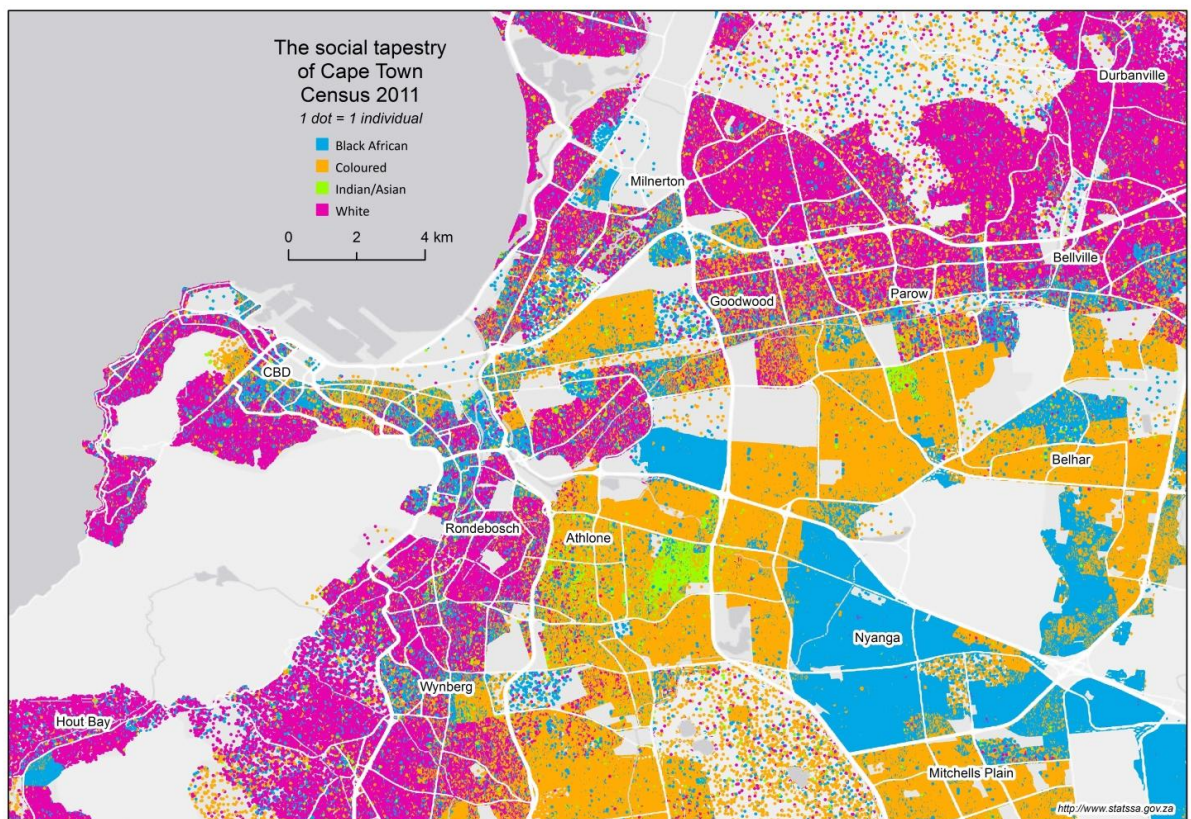 The social tapestry
of Cape Town
Census 2011
1 dot = 1 individual
Black African
Coloured
Indian/Asian
White
0 2 4 km
Durbanville
Milnerton
Bellville
Parow
Goodwood
CBD
Belhar
Rondebosch
Athlone
Nyanga
Wynberg
Hout Bay
Mitchells Plain
http://www.statssa.gov.za